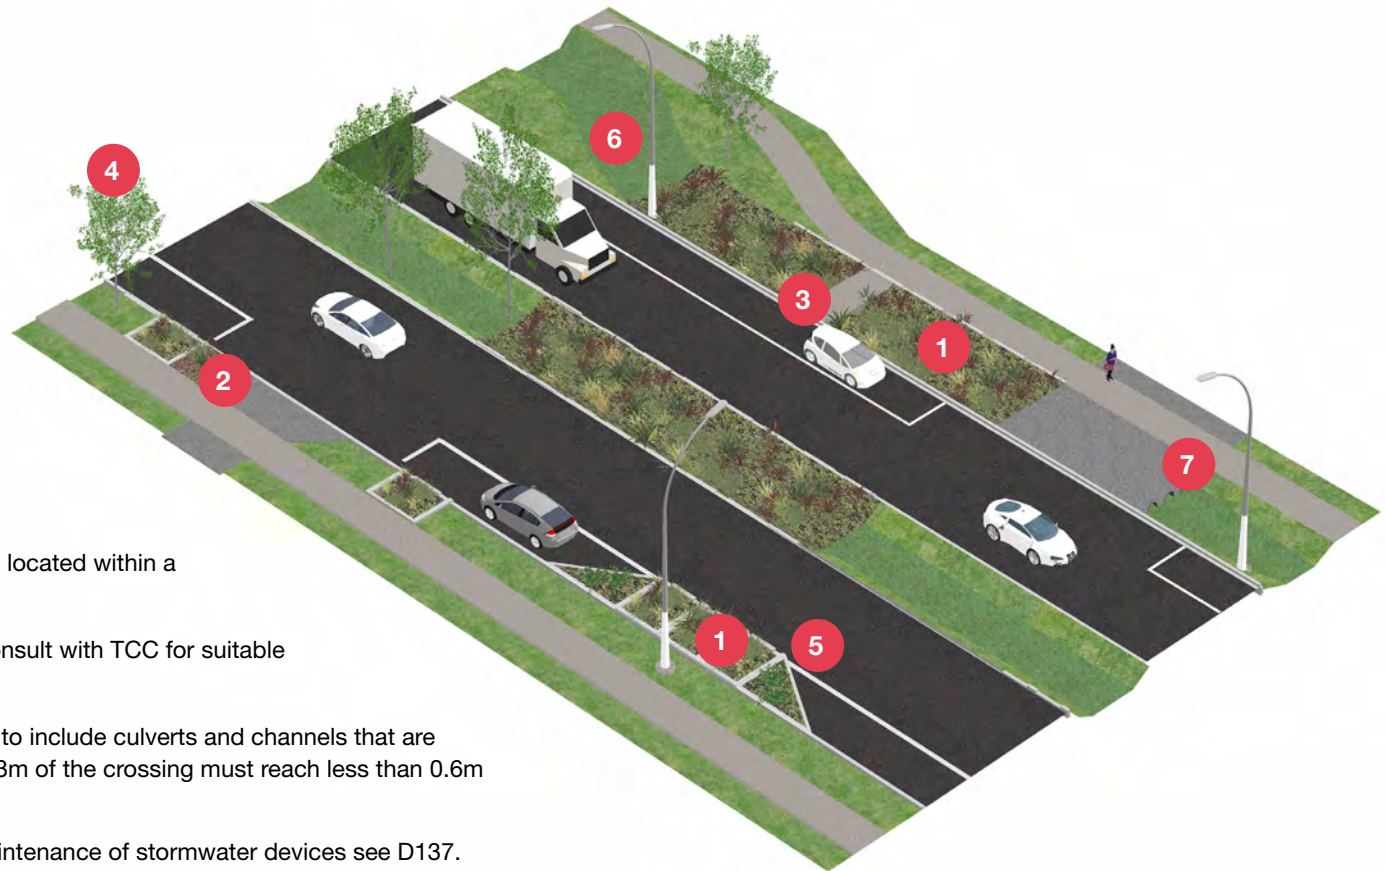 4
6
3
1
2
7
1
5
located within a
onsult with TCC for suitable
to include culverts and channels that are
3m of the crossing must reach less than 0.6m
intenance of stormwater devices see D137.